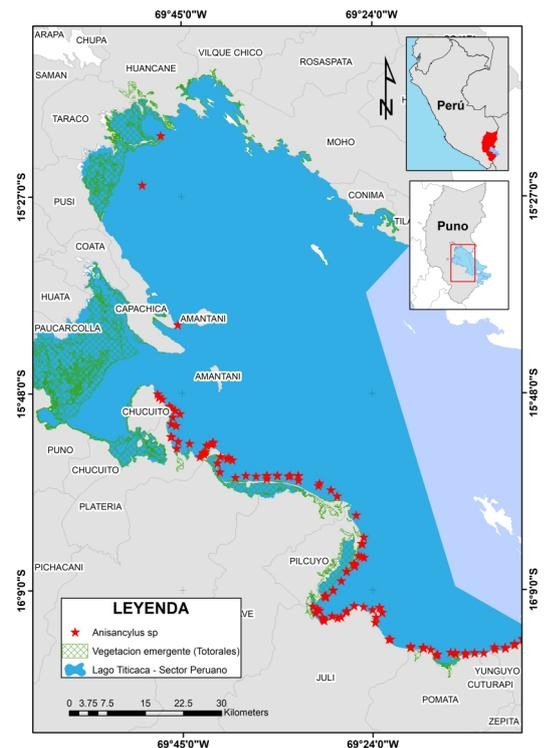 69°45'0"W 69°24'0"W
ARAPA
CHUPA
VILQUE CHICO
ROSASPATA
SAMAN
HUANCANE
N
Perú
TARACO
MOHO
15°27'0"S 15°27'0"S
CONIMA
PUSI
TILA
Puno
COATA
HUATA
CAPACHICA
AMANTANI
PAUCARCOLLA
AMANTANI
15°48'0"S 15°48'0"S
CHUCUITO
PUNO
CHUCUITO
PLATERIA
PICHACANI
PILCUYO
16°9'0"S 16°9'0"S
LEYENDA
Anisancylus sp
Vegetacion emergente (Totorales)
Lago Titicaca - Sector Peruano
AVE
JULI
YUNGUYO
CUTURAPI
POMATA
ZEPITA
0 3.75 7.5 15 22.5 30
Kilometers
69°45'0"W 69°24'0"W